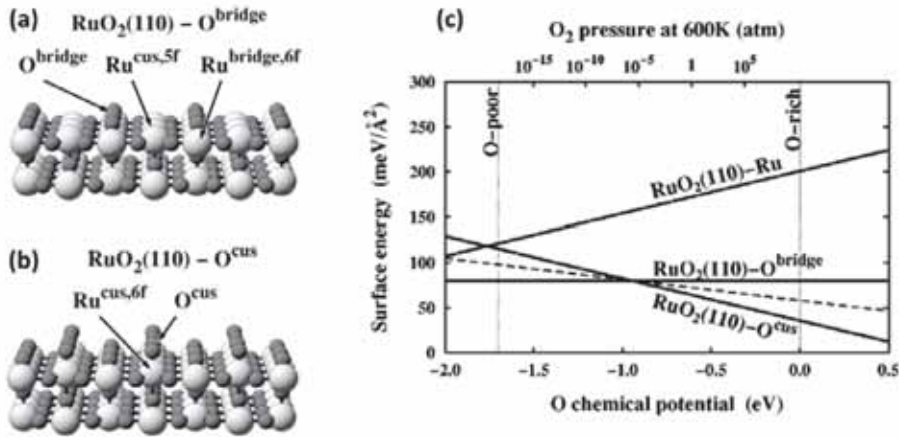 (a)
RuO₂(110) – Oᵇʳⁱᵈᵍᵉ
Oᵇʳⁱᵈᵍᵉ Ruᶜᵘˢ,⁵ᶠ Ruᵇʳⁱᵈᵍᵉ,⁶ᶠ
(b)
RuO₂(110) – Oᶜᵘˢ
Ruᶜᵘˢ,⁶ᶠ Oᶜᵘˢ
(c)
O₂ pressure at 600K (atm)
10⁻¹⁵ 10⁻¹⁰ 10⁻⁵ 1 10⁵
Surface energy (meV/Å²)
300
250
200
150
100
50
0
O–poor
O–rich
RuO₂(110)–Ru
RuO₂(110)–Oᵇʳⁱᵈᵍᵉ
RuO₂(110)–Oᶜᵘˢ
−2.0 −1.5 −1.0 −0.5 0.0 0.5
O chemical potential (eV)